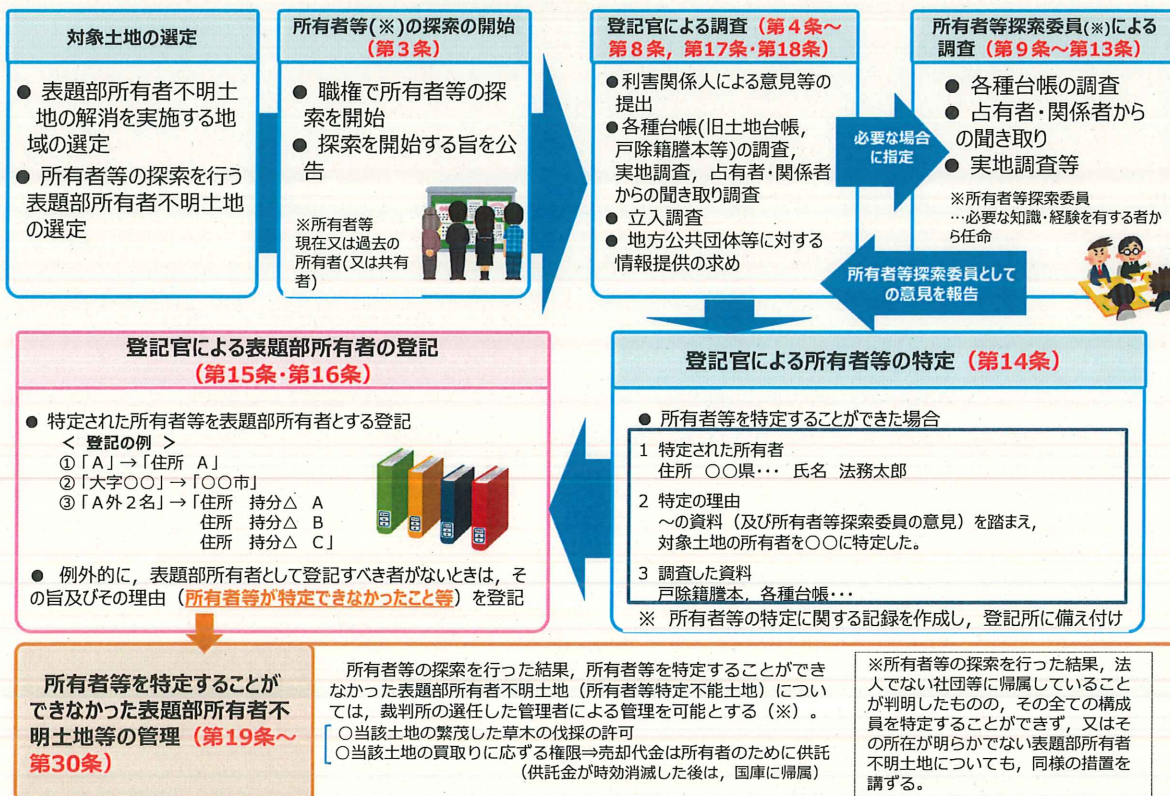 対象土地の選定
● 表題部所有者不明土
地の解消を実施する地
域の選定
● 所有者等の探索を行う
表題部所有者不明土地
の選定
所有者等(※)の探索の開始
(第3条)
● 職権で所有者等の探
索を開始
● 探索を開始する旨を公
告
※所有者等
現在又は過去の
所有者(又は共有
者)
登記官による調査(第4条～
第8条，第17条・第18条)
●利害関係人による意見等の
提出
●各種台帳(旧土地台帳，
戸除籍謄本等)の調査，
実地調査，占有者・関係者
からの聞き取り調査
● 立入調査
● 地方公共団体等に対する
情報提供の求め
必要な場合
に指定
所有者等探索委員(※)による
調査(第9条～第13条)
● 各種台帳の調査
● 占有者・関係者から
の聞き取り
● 実地調査等
※所有者等探索委員
…必要な知識・経験を有する者か
ら任命
所有者等探索委員として
の意見を報告
登記官による所有者等の特定(第14条)
● 所有者等を特定することができた場合
1 特定された所有者
住所 〇〇県・・・ 氏名 法務太郎
2 特定の理由
～の資料（及び所有者等探索委員の意見）を踏まえ，
対象土地の所有者を〇〇に特定した。
3 調査した資料
戸除籍謄本，各種台帳・・・
※ 所有者等の特定に関する記録を作成し，登記所に備え付け
登記官による表題部所有者の登記
(第15条・第16条)
● 特定された所有者等を表題部所有者とする登記
＜ 登記の例 ＞
①「A」→「住所 A」
②「大字〇〇」→「〇〇市」
③「A外2名」→「住所 持分△ A
住所 持分△ B
住所 持分△ C」
● 例外的に，表題部所有者として登記すべき者がないときは，そ
の旨及びその理由（所有者等が特定できなかったこと等）を登記
所有者等を特定することが
できなかった表題部所有者不
明土地等の管理(第19条～
第30条)
所有者等の探索を行った結果，所有者等を特定することができ
なかった表題部所有者不明土地（所有者等特定不能土地）につい
ては，裁判所の選任した管理者による管理を可能とする（※）。
○当該土地の繁茂した草木の伐採の許可
○当該土地の買取りに応ずる権限⇒売却代金は所有者のために供託
（供託金が時効消滅した後は，国庫に帰属）
※所有者等の探索を行った結果，法
人でない社団等に帰属していること
が判明したものの，その全ての構成
員を特定することができず，又はそ
の所在が明らかでない表題部所有者
不明土地についても，同様の措置を
講ずる。